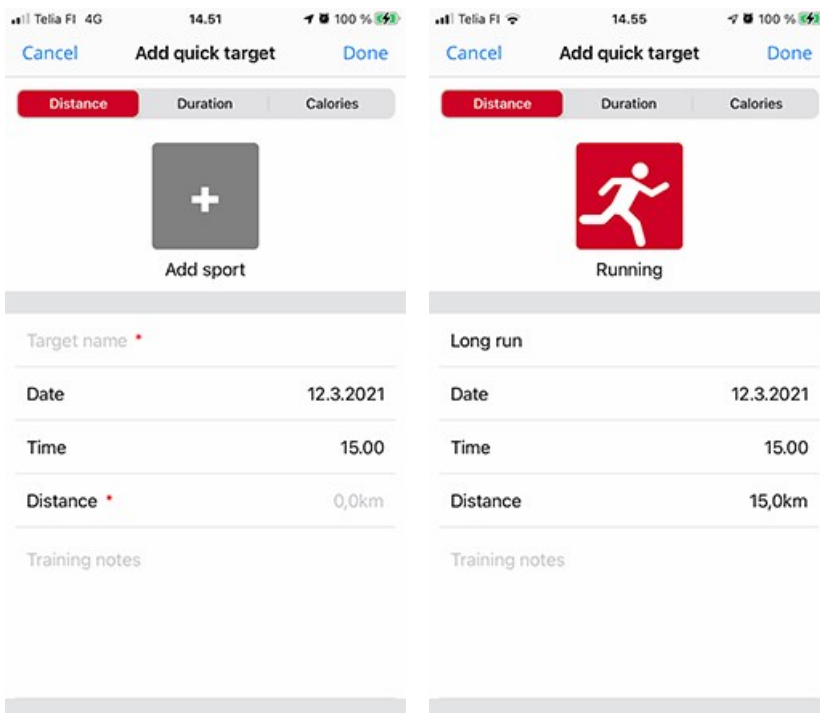 Telia FI 4G 14.51 100 %
Cancel Add quick target Done
Distance Duration Calories
+
Add sport
Target name *
Date 12.3.2021
Time 15.00
Distance * 0,0km
Training notes
Telia FI 14.55 100 %
Cancel Add quick target Done
Distance Duration Calories
Running
Long run
Date 12.3.2021
Time 15.00
Distance 15,0km
Training notes